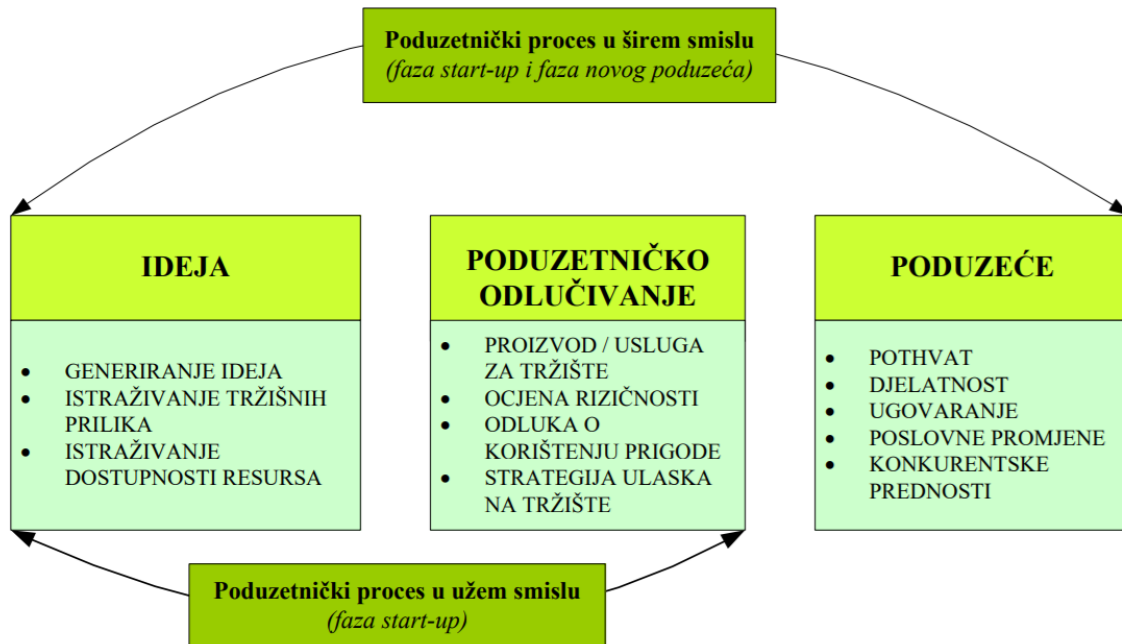 Poduzetnički proces u širem smislu
(faza start-up i faza novog poduzeća)
IDEJA
• GENERIRANJE IDEJA
• ISTRAŽIVANJE TRŽIŠNIH
PRILIKA
• ISTRAŽIVANJE
DOSTUPNOSTI RESURSA
PODUZETNIČKO
ODLUČIVANJE
• PROIZVOD / USLUGA
ZA TRŽIŠTE
• OCJENA RIZIČNOSTI
• ODLUKA O
KORIŠTENJU PRIGODE
• STRATEGIJA ULASKA
NA TRŽIŠTE
PODUZEĆE
• POTHVAT
• DJELATNOST
• UGOVARANJE
• POSLOVNE PROMJENE
• KONKURENTSKE
PREDNOSTI
Poduzetnički proces u užem smislu
(faza start-up)